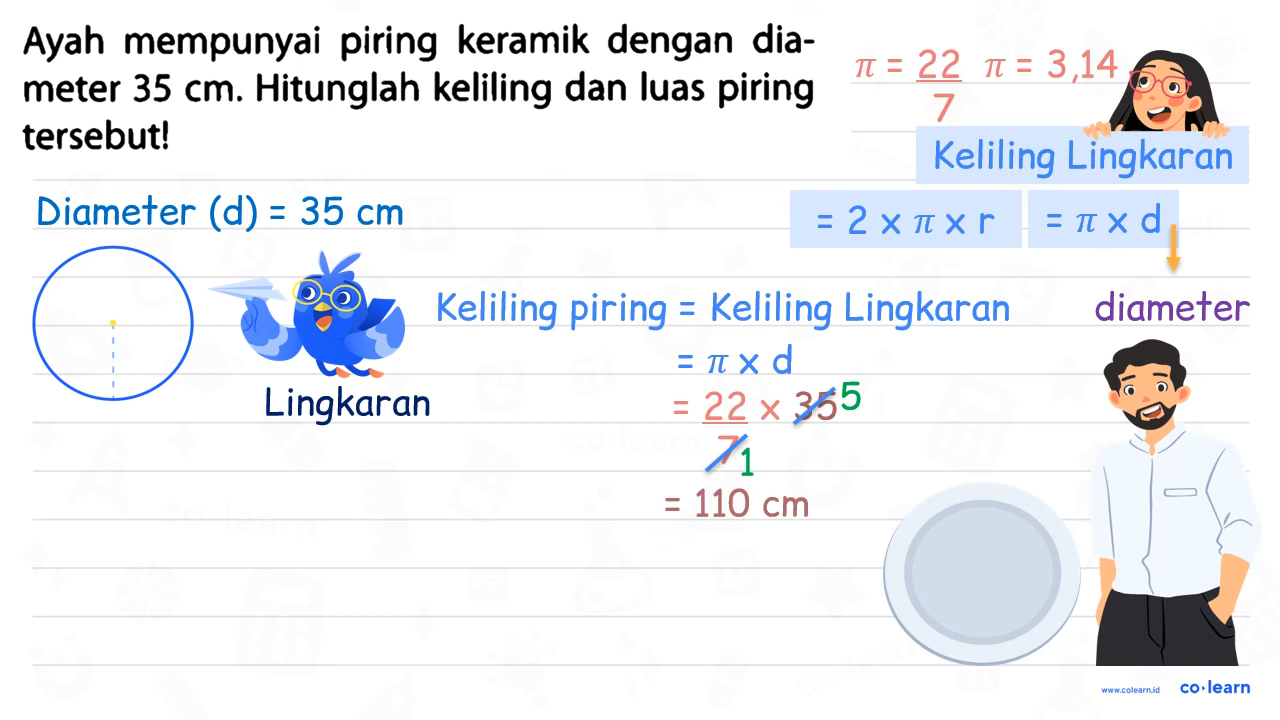 Ayah mempunyai piring keramik dengan dia-
meter 35 cm. Hitunglah keliling dan luas piring
tersebut!
π = 22/7 π = 3,14
Keliling Lingkaran
= 2 x π x r = π x d
Diameter (d) = 35 cm
Keliling piring = Keliling Lingkaran
diameter
= π x d
= 22/7 x 35 5
1
= 110 cm
Lingkaran
www.colearn.id co·learn